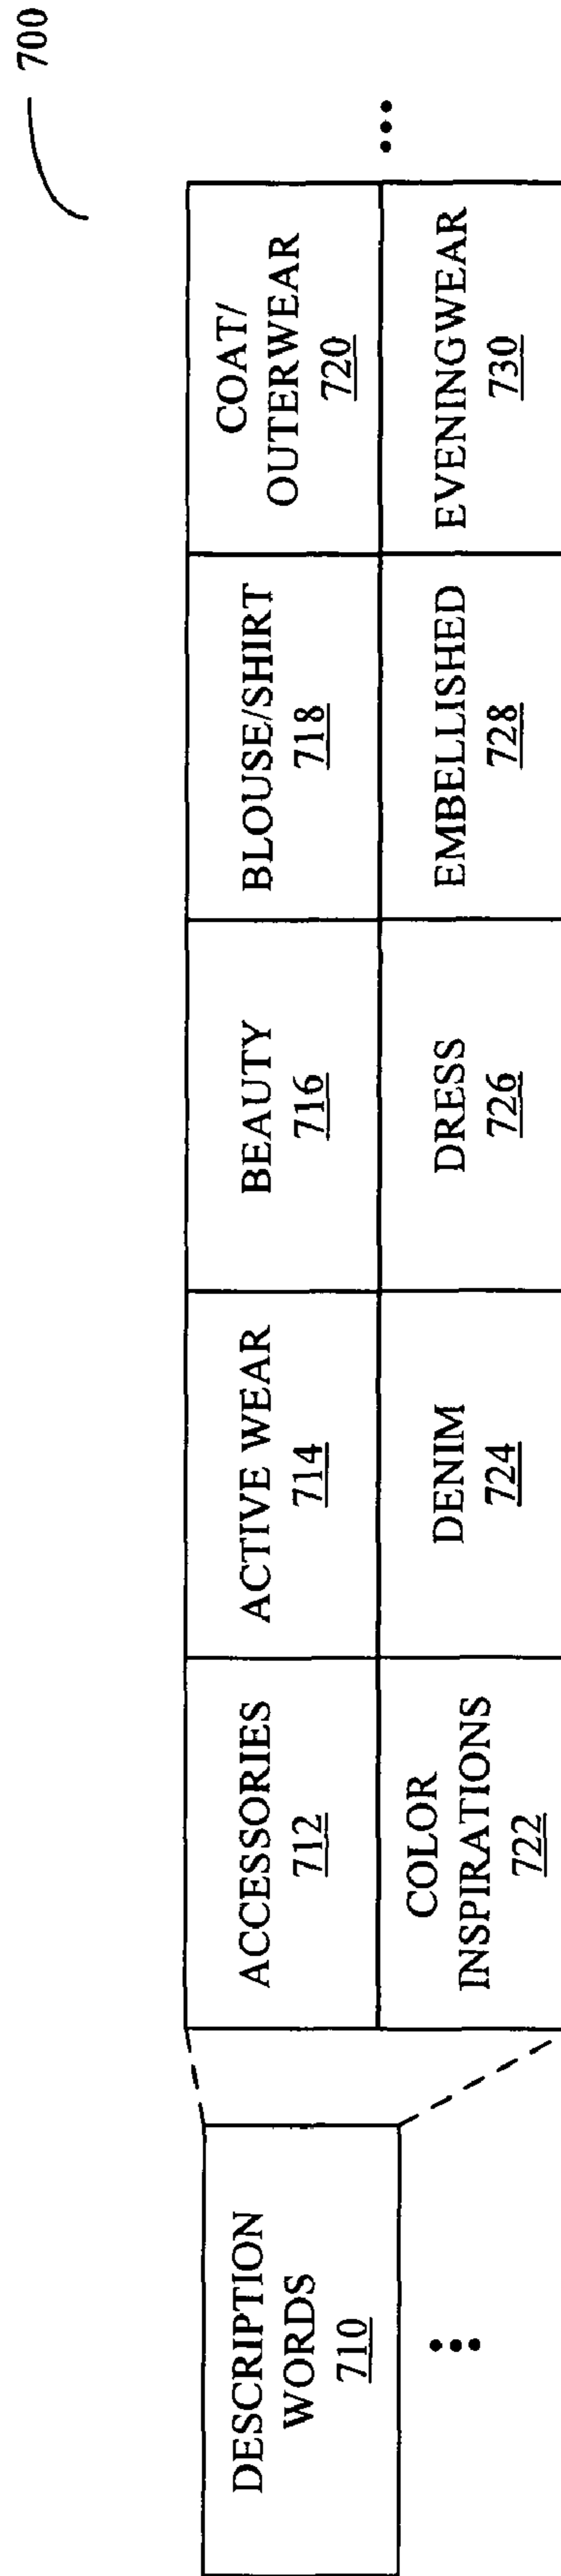 700
DESCRIPTION
WORDS
710
ACCESSORIES
712
ACTIVE WEAR
714
BEAUTY
716
BLOUSE/SHIRT
718
COAT/
OUTERWEAR
720
COLOR
INSPIRATIONS
722
DENIM
724
DRESS
726
EMBELLISHED
728
EVENINGWEAR
730